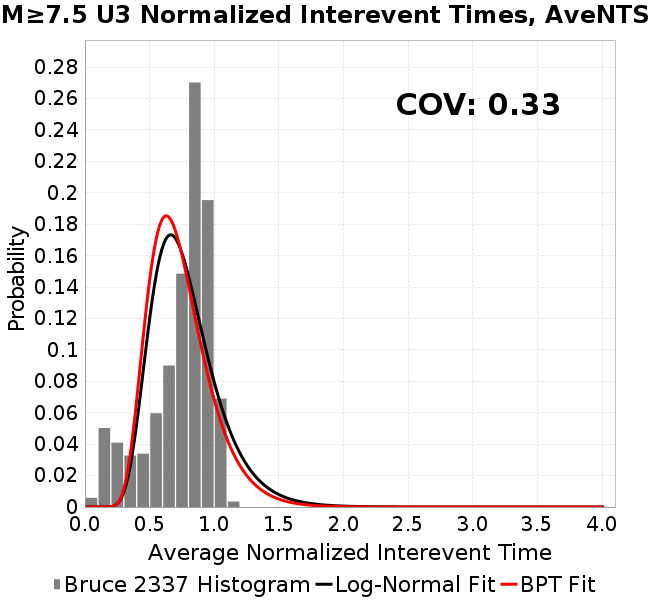 M≥7.5 U3 Normalized Interevent Times, AveNTS
COV: 0.33
Probability
0.28
0.26
0.24
0.22
0.2
0.18
0.16
0.14
0.12
0.1
0.08
0.06
0.04
0.02
0
0.0 0.5 1.0 1.5 2.0 2.5 3.0 3.5 4.0
Average Normalized Interevent Time
Bruce 2337 Histogram Log-Normal Fit BPT Fit